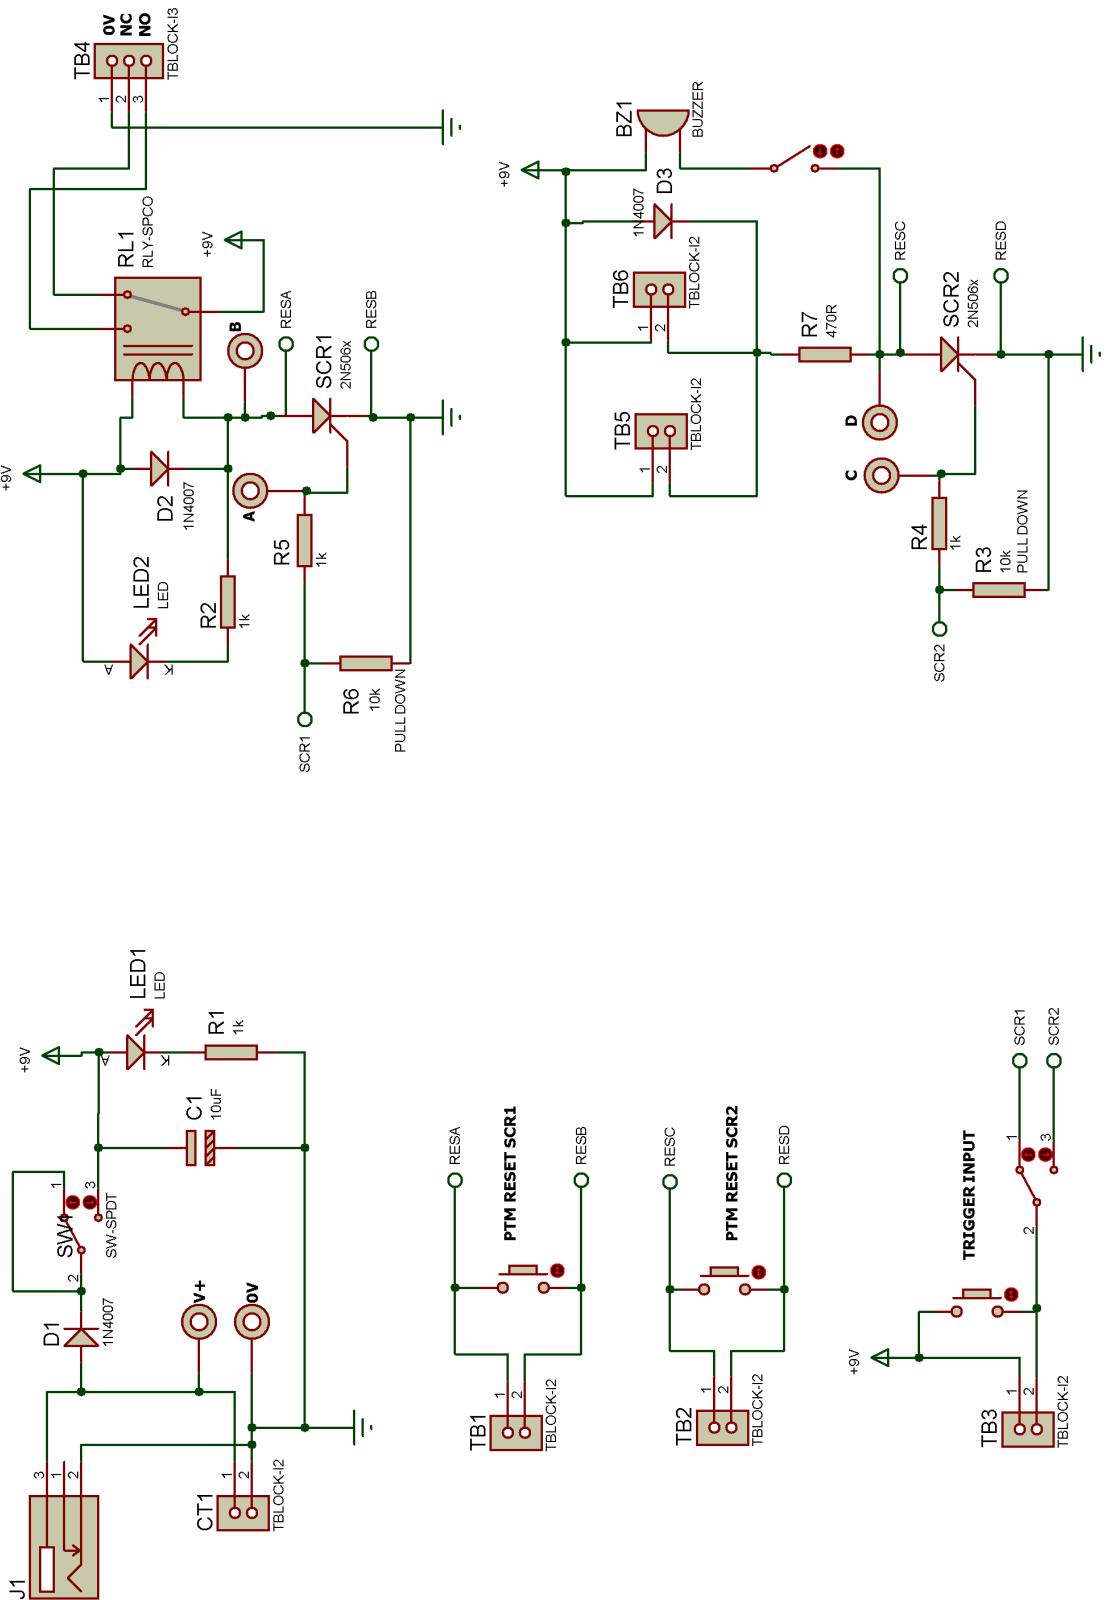 TB4
0V
NC
NO
TBLOCK-I3
1
2
3
RL1
RLY-SPCO
+9V
+9V
B
RESA
RESB
SCR1
2N506x
D2
1N4007
A
LED2
LED
A
K
R2
1k
R5
1k
R6
10k
PULL DOWN
SCR1
BZ1
BUZZER
+9V
D3
1N4007
TB6
TBLOCK-I2
1
2
TB5
TBLOCK-I2
1
2
R7
470R
RESC
RESD
SCR2
2N506x
D
C
R4
1k
R3
10k
PULL DOWN
SCR2
LED1
LED
+9V
A
K
R1
1k
C1
10uF
SW1
SW-SPDT
1
3
2
D1
1N4007
V+
0V
J1
3
1
2
CT1
TBLOCK-I2
1
2
RESA
RESB
PTM RESET SCR1
TB1
TBLOCK-I2
1
2
RESC
RESD
PTM RESET SCR2
TB2
TBLOCK-I2
1
2
SCR1
SCR2
TRIGGER INPUT
1
3
2
+9V
TB3
TBLOCK-I2
1
2